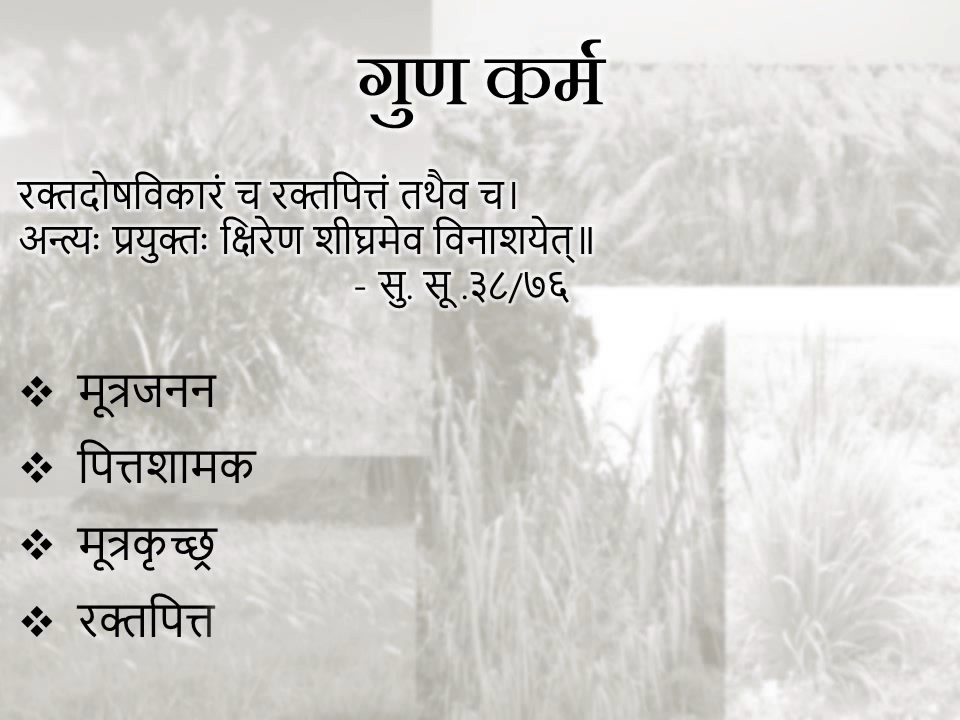 गुण कर्म
रक्तदोषविकारं च रक्तपित्तं तथैव च।
अन्त्यः प्रयुक्तः क्षिरेण शीघ्रमेव विनाशयेत्॥
- सु. सू .३८/७६
❖ मूत्रजनन
❖ पित्तशामक
❖ मूत्रकृच्छ्र
❖ रक्तपित्त